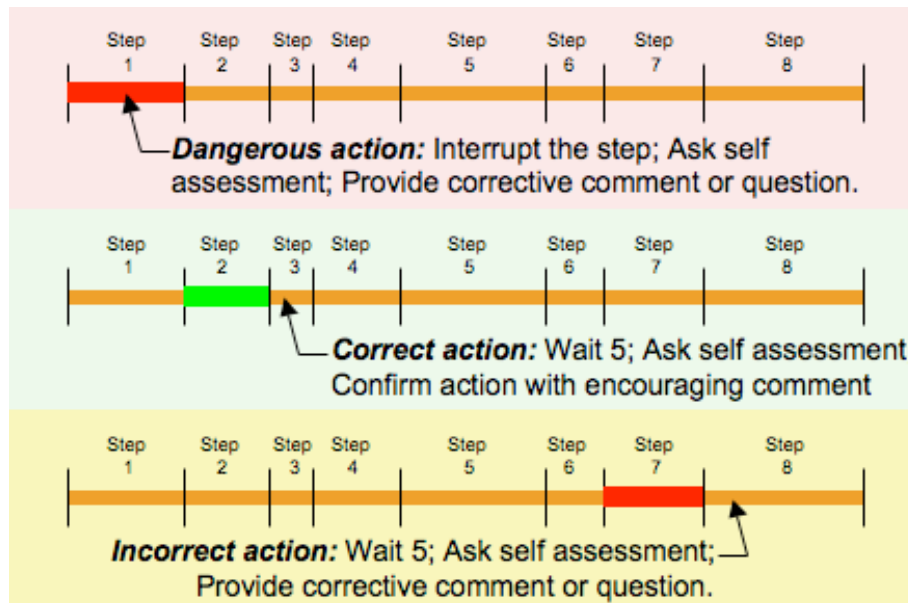 Step Step Step Step Step Step Step Step
1 2 3 4 5 6 7 8
Dangerous action: Interrupt the step; Ask self
assessment; Provide corrective comment or question.
Step Step Step Step Step Step Step Step
1 2 3 4 5 6 7 8
Correct action: Wait 5; Ask self assessment
Confirm action with encouraging comment
Step Step Step Step Step Step Step Step
1 2 3 4 5 6 7 8
Incorrect action: Wait 5; Ask self assessment;
Provide corrective comment or question.